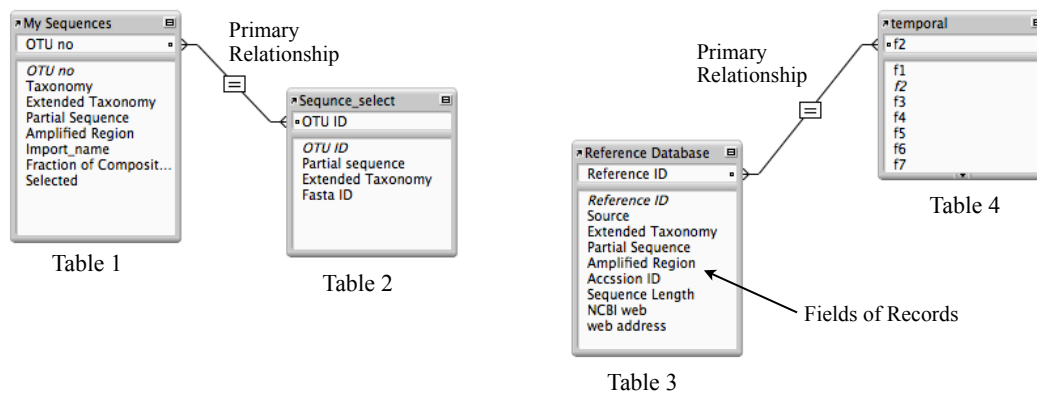 My Sequences
OTU no
OTU no
Taxonomy
Extended Taxonomy
Partial Sequence
Amplified Region
Import_name
Fraction of Composit...
Selected
Table 1
Primary
Relationship
=
Sequnce_select
OTU ID
OTU ID
Partial sequence
Extended Taxonomy
Fasta ID
Table 2
Reference Database
Reference ID
Reference ID
Source
Extended Taxonomy
Partial Sequence
Amplified Region
Accssion ID
Sequence Length
NCBI web
web address
Table 3
Primary
Relationship
=
temporal
f2
f1
f2
f3
f4
f5
f6
f7
Table 4
Fields of Records